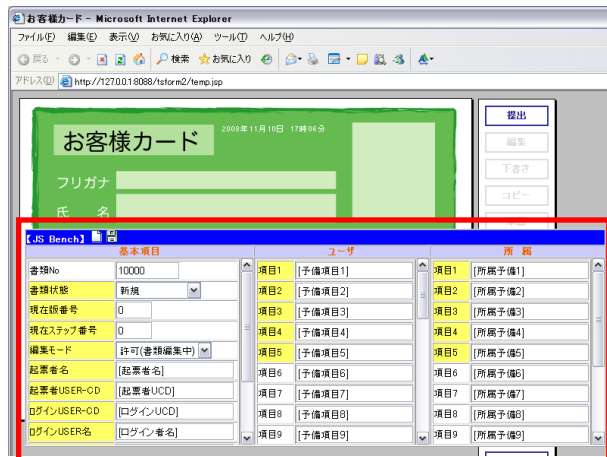 お客様カード - Microsoft Internet Explorer
ファイル(F) 編集(E) 表示(V) お気に入り(A) ツール(T) ヘルプ(H)
戻る 検索 お気に入り
アドレス(D) http://127.0.0.1:8088/tsform2/temp.jsp
提出
お客様カード 2008年11月10日 17時06分
編集
下書き
フリガナ
コピー
氏 名
【JS Bench】
基本項目 ユーザ 所属
書類No 10000 項目1 [予備項目1] 項目1 [所属予備1]
書類状態 新規 項目2 [予備項目2] 項目2 [所属予備2]
現在版番号 0 項目3 [予備項目3] 項目3 [所属予備3]
現在ステップ番号 0 項目4 [予備項目4] 項目4 [所属予備4]
編集モード 許可(書類編集中) 項目5 [予備項目5] 項目5 [所属予備5]
起票者名 [起票者名] 項目6 [予備項目6] 項目6 [所属予備6]
起票者USER-CD [起票者UCD] 項目7 [予備項目7] 項目7 [所属予備7]
ログインUSER-CD [ログインUCD] 項目8 [予備項目8] 項目8 [所属予備8]
ログインUSER名 [ログイン者名] 項目9 [予備項目9] 項目9 [所属予備9]